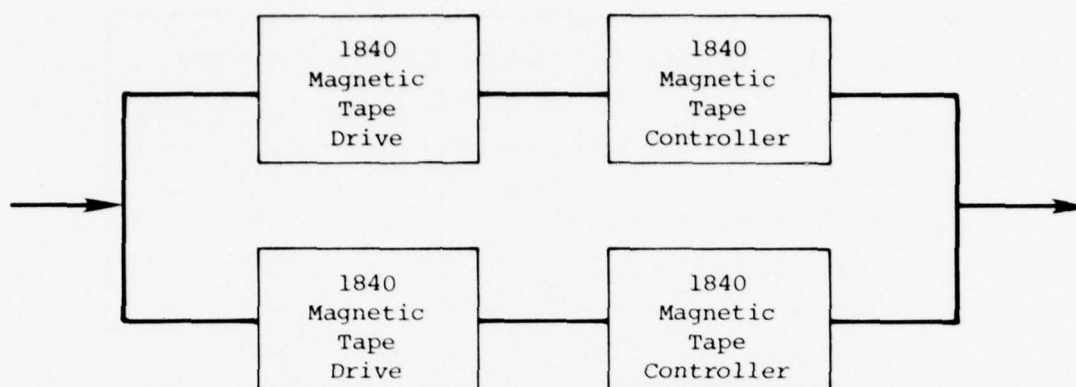 1840
Magnetic
Tape
Drive
1840
Magnetic
Tape
Controller
1840
Magnetic
Tape
Drive
1840
Magnetic
Tape
Controller